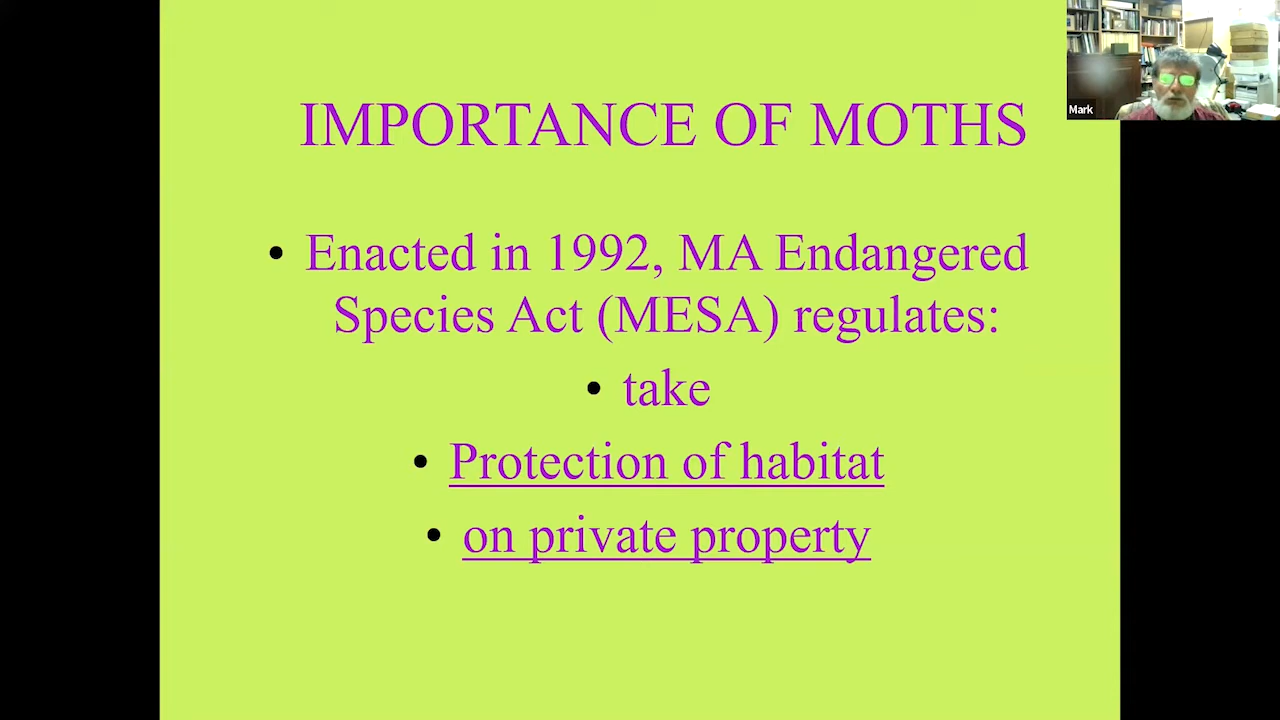 Mark
IMPORTANCE OF MOTHS
• Enacted in 1992, MA Endangered
Species Act (MESA) regulates:
• take
• Protection of habitat
• on private property